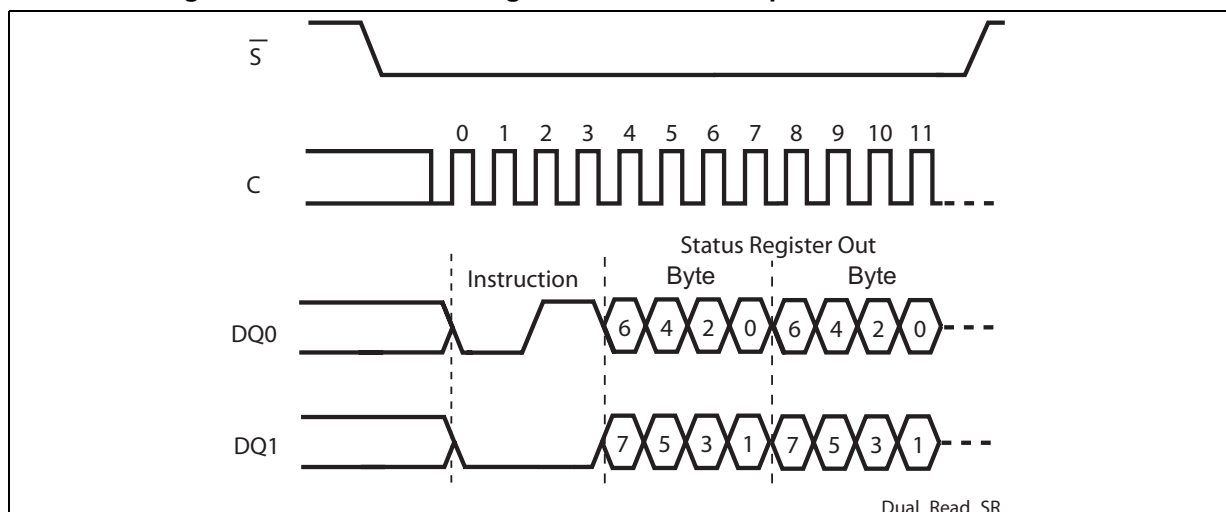 S
0 1 2 3 4 5 6 7 8 9 10 11
C
Status Register Out
Instruction Byte Byte
DQ0 6 4 2 0 6 4 2 0
DQ1 7 5 3 1 7 5 3 1
Dual_Read_SR